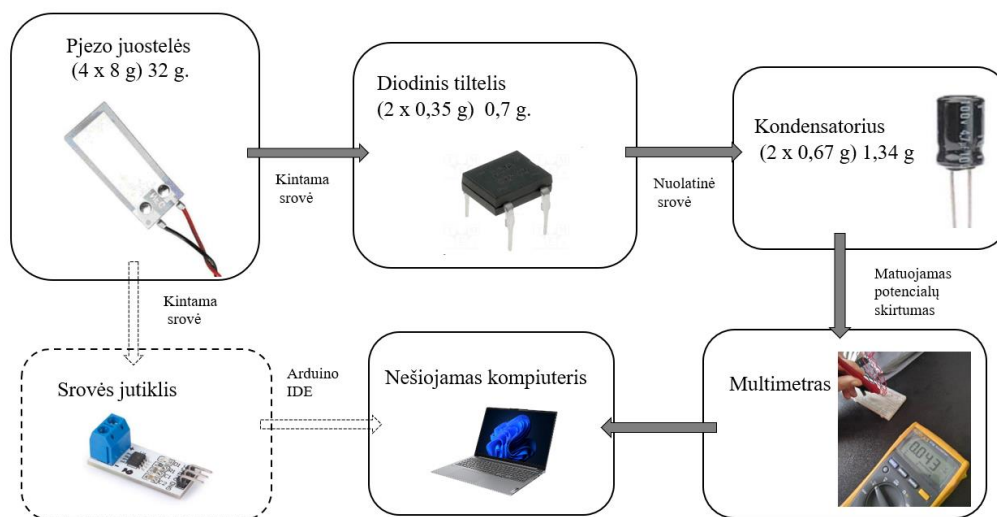 Pjezo juostelės
(4 x 8 g) 32 g.
Diodinis tiltelis
(2 x 0,35 g) 0,7 g.
Kondensatorius
(2 x 0,67 g) 1,34 g
Kintama
srovė
Nuolatinė
srovė
Kintama
srovė
Matuojamas
potencialų
skirtumas
Srovės jutiklis
Arduino
IDE
Nešiojamas kompiuteris
Multimetras
0.043